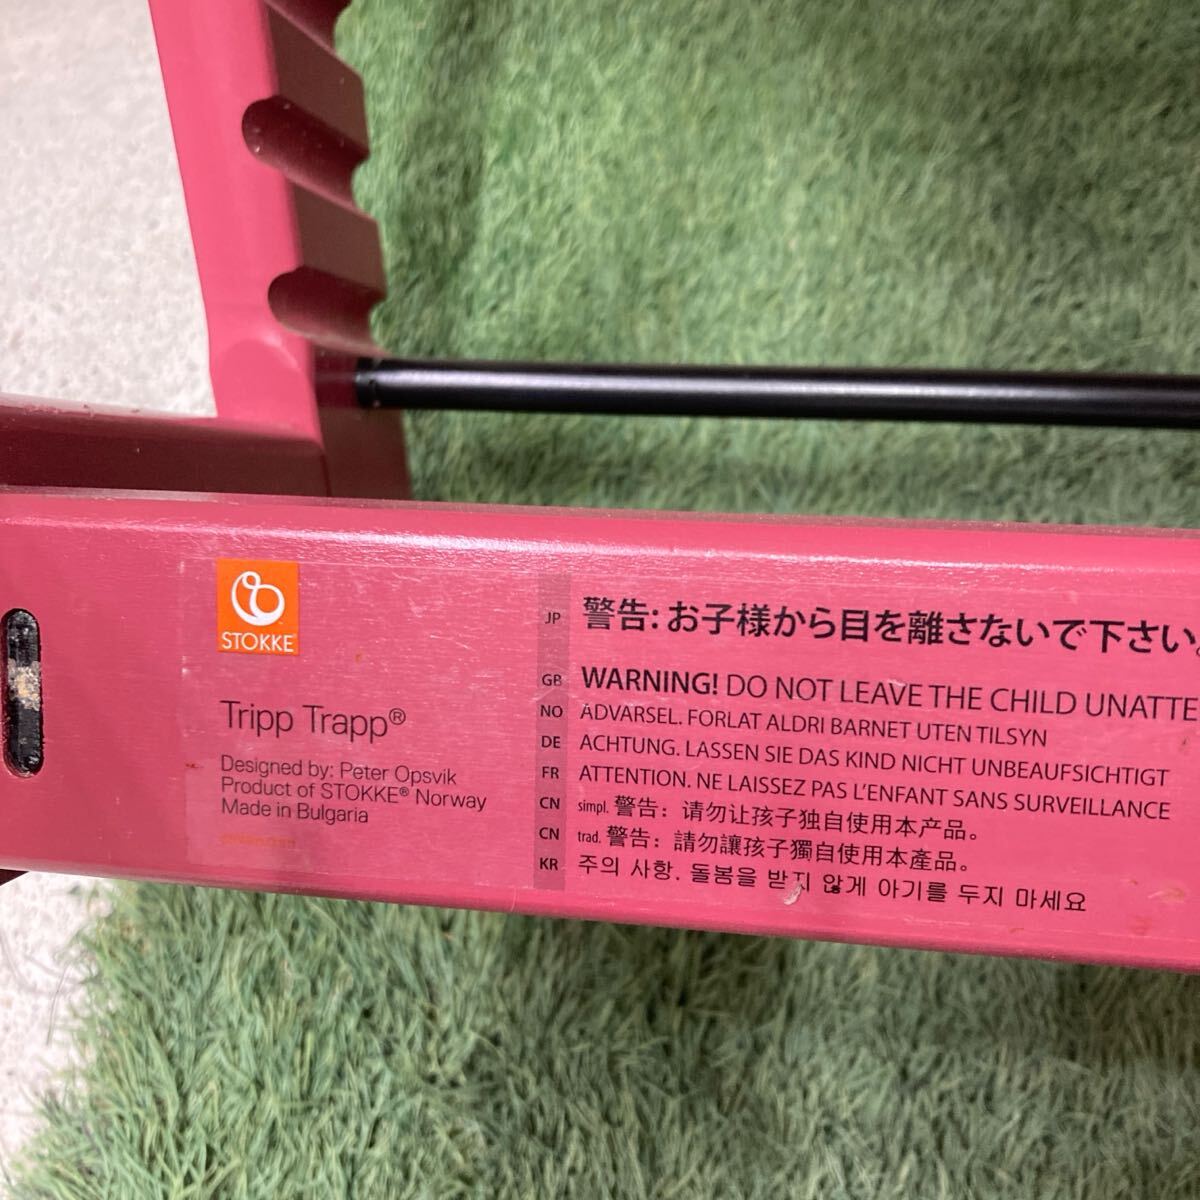 STOKKE
Tripp Trapp®
Designed by: Peter Opsvik
Product of STOKKE® Norway
Made in Bulgaria
JP 警告: お子様から目を離さないで下さい。
GB WARNING! DO NOT LEAVE THE CHILD UNATTE
NO ADVARSEL. FORLAT ALDRI BARNET UTEN TILSYN
DE ACHTUNG. LASSEN SIE DAS KIND NICHT UNBEAUFSICHTIGT
FR ATTENTION. NE LAISSEZ PAS L'ENFANT SANS SURVEILLANCE
CN simpl. 警告：请勿让孩子独自使用本产品。
CN trad. 警告：請勿讓孩子獨自使用本產品。
KR 주의 사항. 돌봄을 받지 않게 아기를 두지 마세요